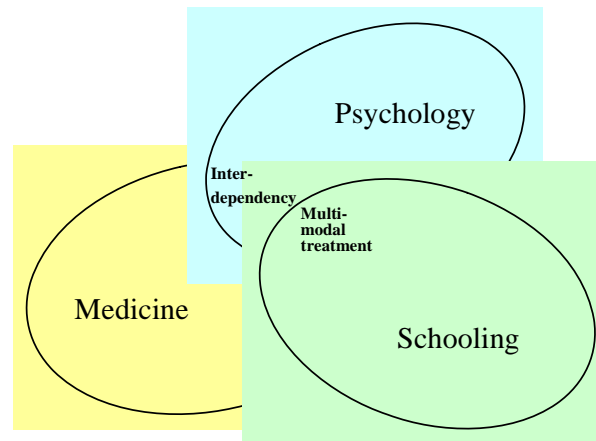 Psychology
Inter-
dependency
Multi-
modal
treatment
Medicine
Schooling